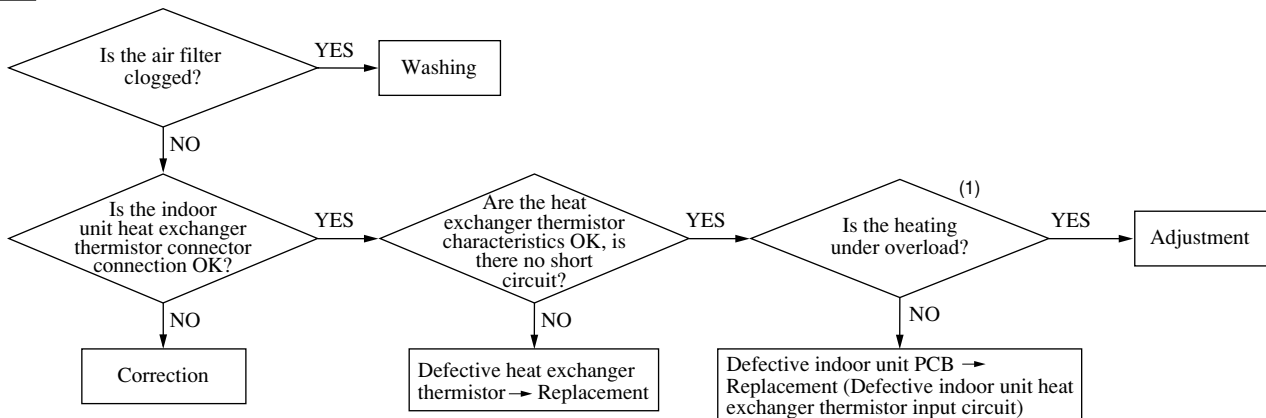 Is the air filter
clogged?
YES
Washing
NO
Is the indoor
unit heat exchanger
thermistor connector
connection OK?
YES
Are the heat
exchanger thermistor
characteristics OK, is
there no short
circuit?
YES
(1)
Is the heating
under overload?
YES
Adjustment
NO
Correction
NO
Defective heat exchanger
thermistor → Replacement
NO
Defective indoor unit PCB →
Replacement (Defective indoor unit heat
exchanger thermistor input circuit)